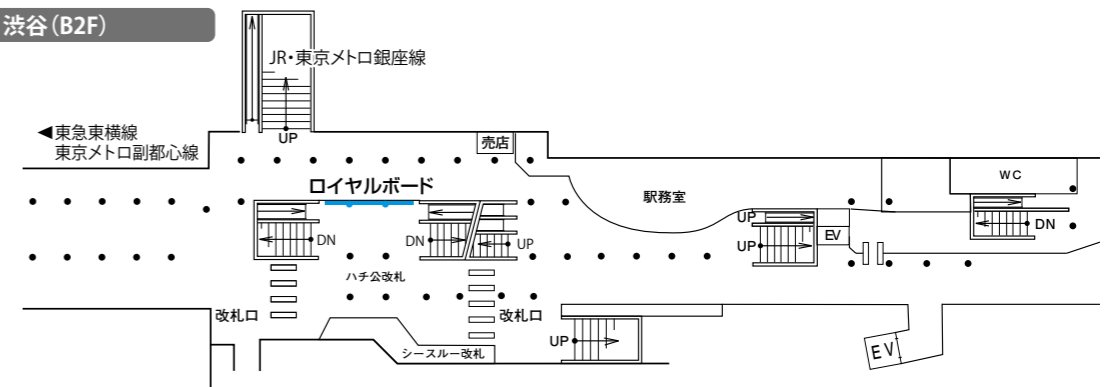 渋谷(B2F)
JR・東京メトロ銀座線
◀東急東横線
東京メトロ副都心線
UP
売店
ロイヤルボード
駅務室
WC
UP
EV
DN
DN
DN
UP
UP
ハチ公改札
改札口
改札口
UP
シースルー改札
EV